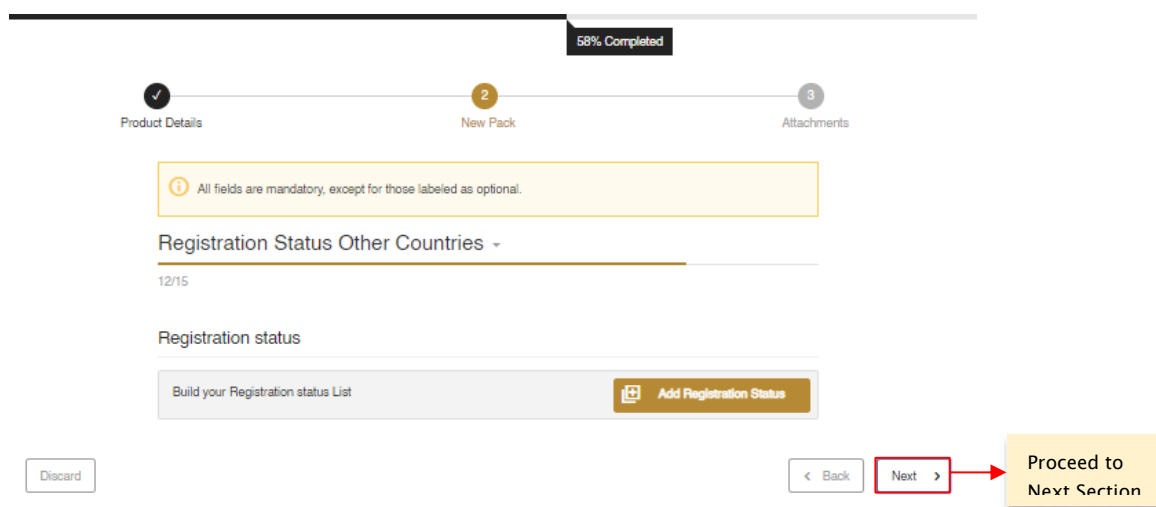 58% Completed
2
3
Product Details
New Pack
Attachments
All fields are mandatory, except for those labeled as optional.
Registration Status Other Countries
12/15
Registration status
Build your Registration status List
Add Registration Status
Discard
Back
Next
Proceed to
Next Section